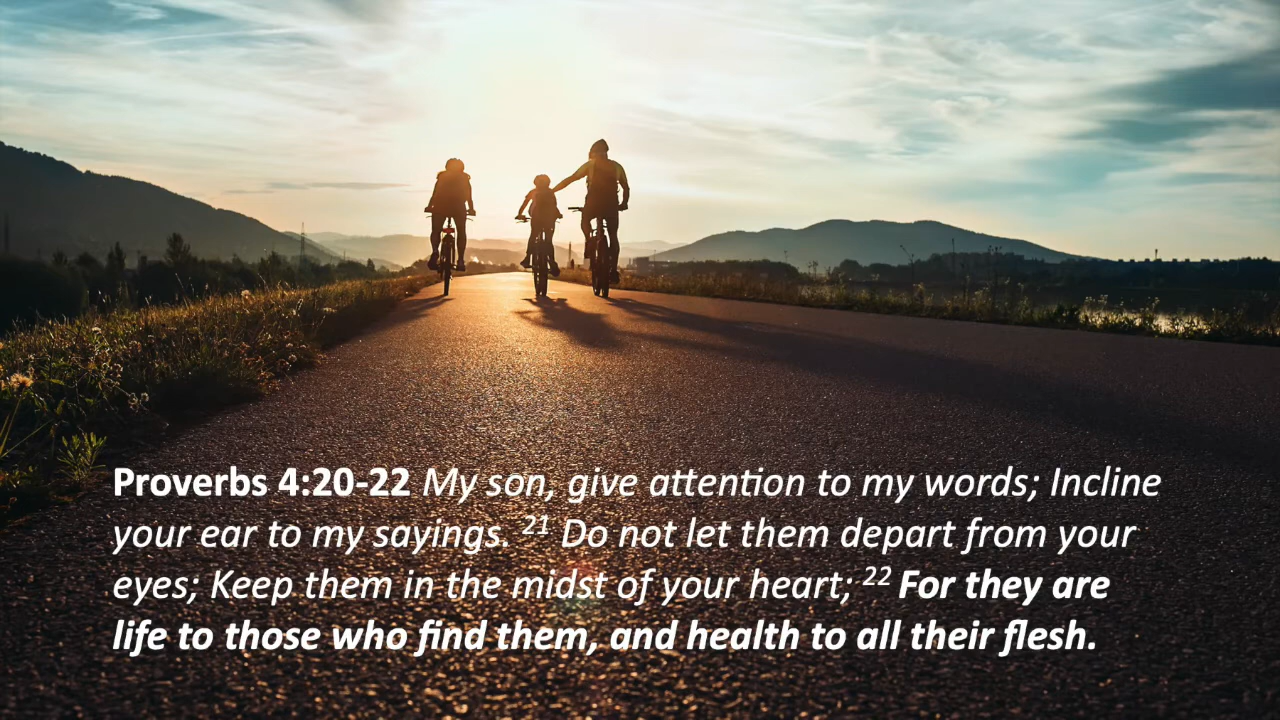 Proverbs 4:20-22 My son, give attention to my words; Incline
your ear to my sayings. 21 Do not let them depart from your
eyes; Keep them in the midst of your heart; 22 For they are
life to those who find them, and health to all their flesh.